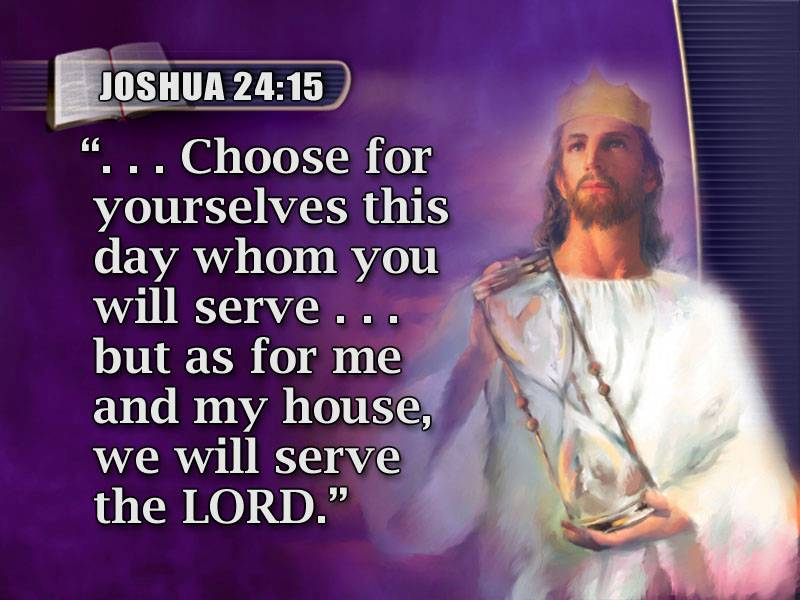 JOSHUA 24:15
“. . . Choose for
yourselves this
day whom you
will serve . . .
but as for me
and my house,
we will serve
the LORD.”